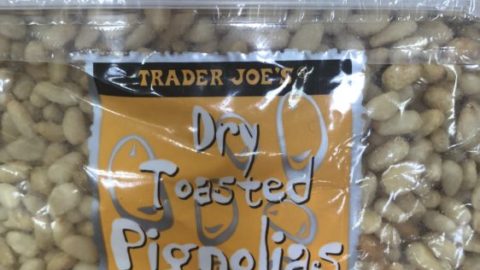 TRADER JOE'S
Dry
Toasted
Pignolias